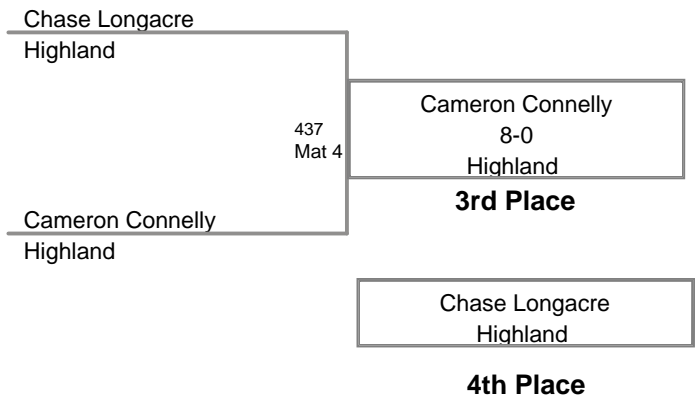 Chase Longacre
Highland
437
Mat 4
Cameron Connelly
8-0
Highland
3rd Place
Cameron Connelly
Highland
Chase Longacre
Highland
4th Place